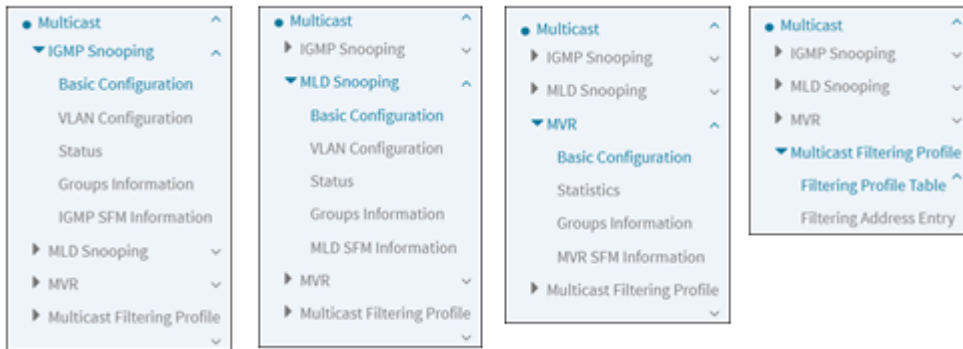 Multicast
IGMP Snooping
Basic Configuration
VLAN Configuration
Status
Groups Information
IGMP SFM Information
MLD Snooping
MVR
Multicast Filtering Profile
Multicast
IGMP Snooping
MLD Snooping
Basic Configuration
VLAN Configuration
Status
Groups Information
MLD SFM Information
MVR
Multicast Filtering Profile
Multicast
IGMP Snooping
MLD Snooping
MVR
Basic Configuration
Statistics
Groups Information
MVR SFM Information
Multicast Filtering Profile
Multicast
IGMP Snooping
MLD Snooping
MVR
Multicast Filtering Profile
Filtering Profile Table
Filtering Address Entry